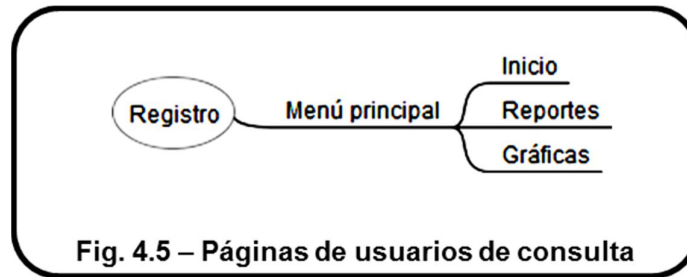 Inicio
Registro
Menú principal
Reportes
Gráficas
Fig. 4.5 – Páginas de usuarios de consulta